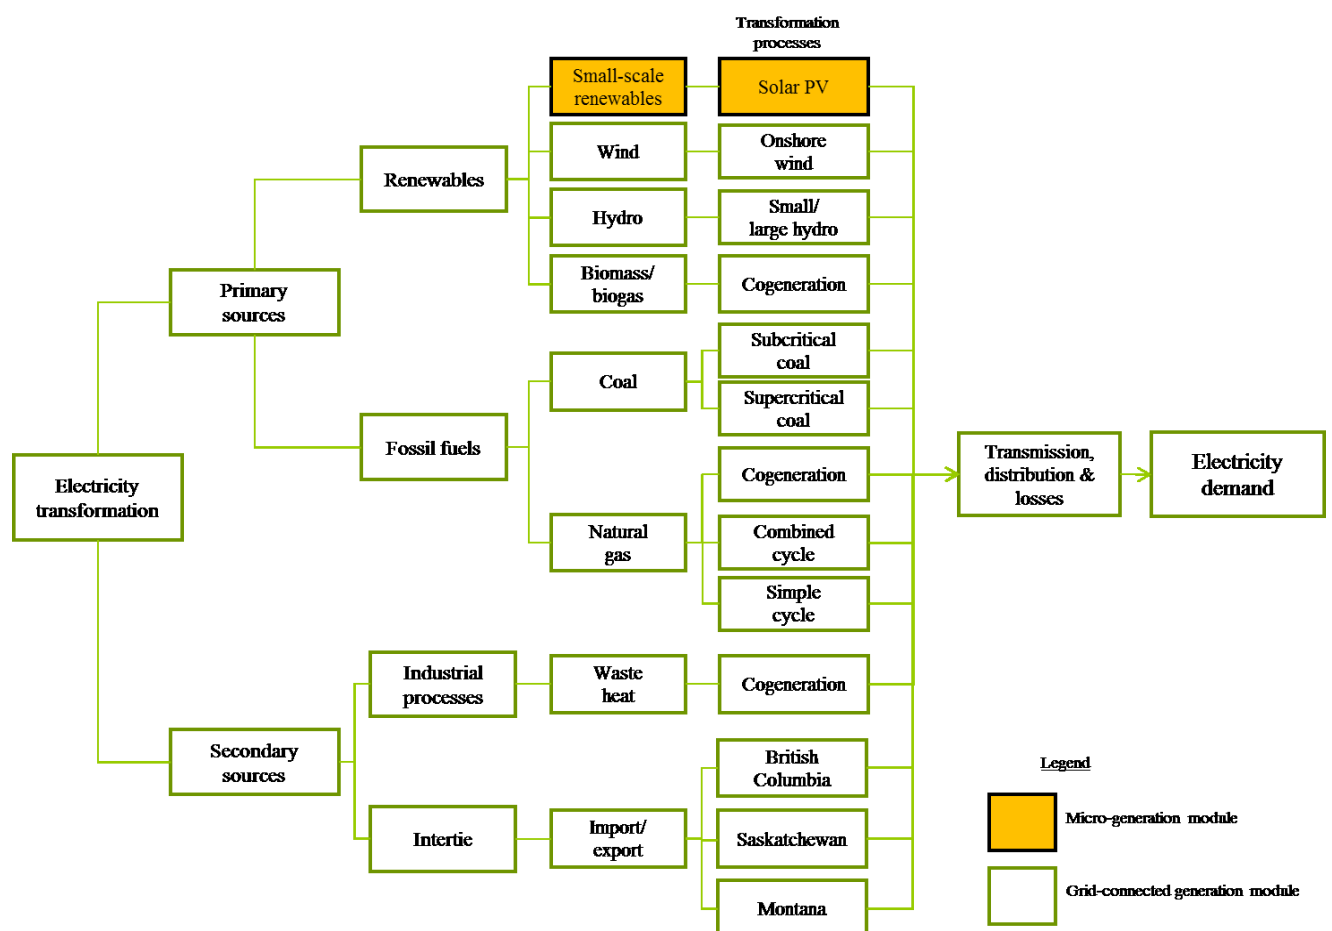 Transformation
processes
Small-scale
renewables
Solar PV
Wind
Onshore
wind
Renewables
Hydro
Small/
large hydro
Biomass/
biogas
Cogeneration
Primary
sources
Subcritical
coal
Coal
Supercritical
coal
Fossil fuels
Cogeneration
Natural
gas
Combined
cycle
Simple
cycle
Transmission,
distribution &
losses
Electricity
demand
Electricity
transformation
Industrial
processes
Waste
heat
Cogeneration
Secondary
sources
British
Columbia
Intertie
Import/
export
Saskatchewan
Montana
Legend
Micro-generation module
Grid-connected generation module